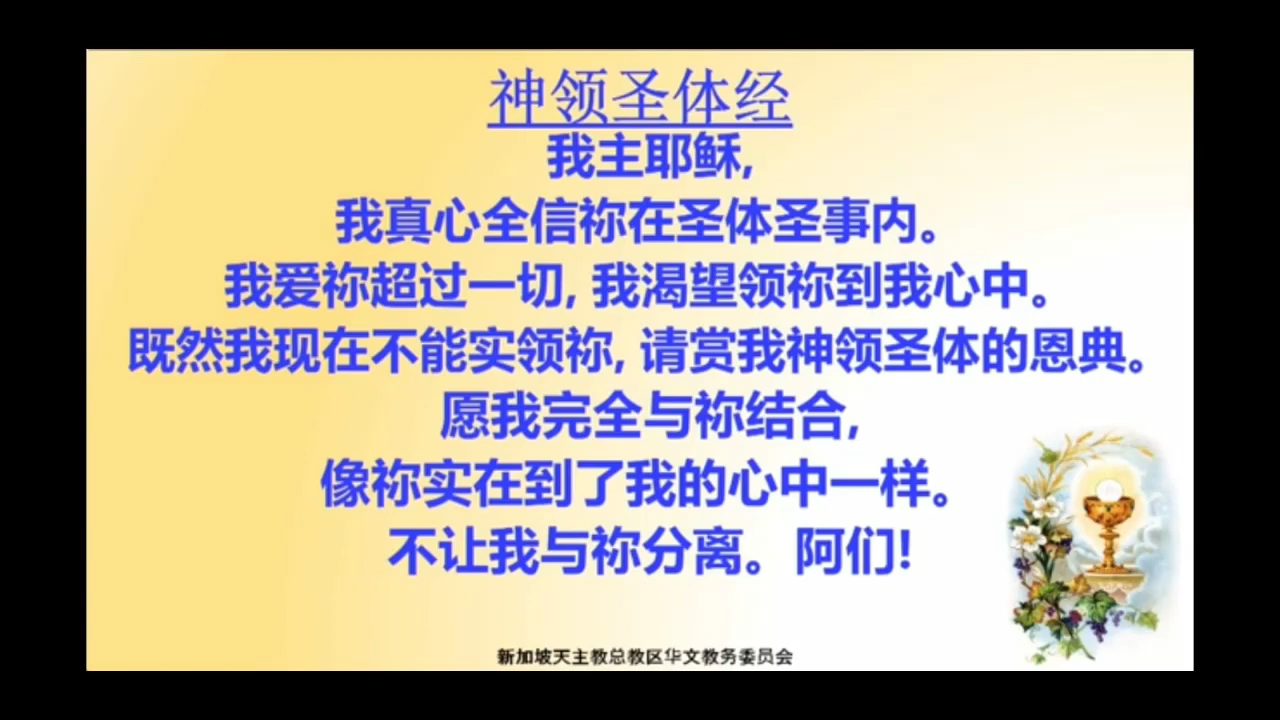 神领圣体经
我主耶稣,
我真心全信祢在圣体圣事内。
我爱祢超过一切, 我渴望领祢到我心中。
既然我现在不能实领祢, 请赏我神领圣体的恩典。
愿我完全与祢结合,
像祢实在到了我的心中一样。
不让我与祢分离。阿们!
新加坡天主教总教区华文教务委员会